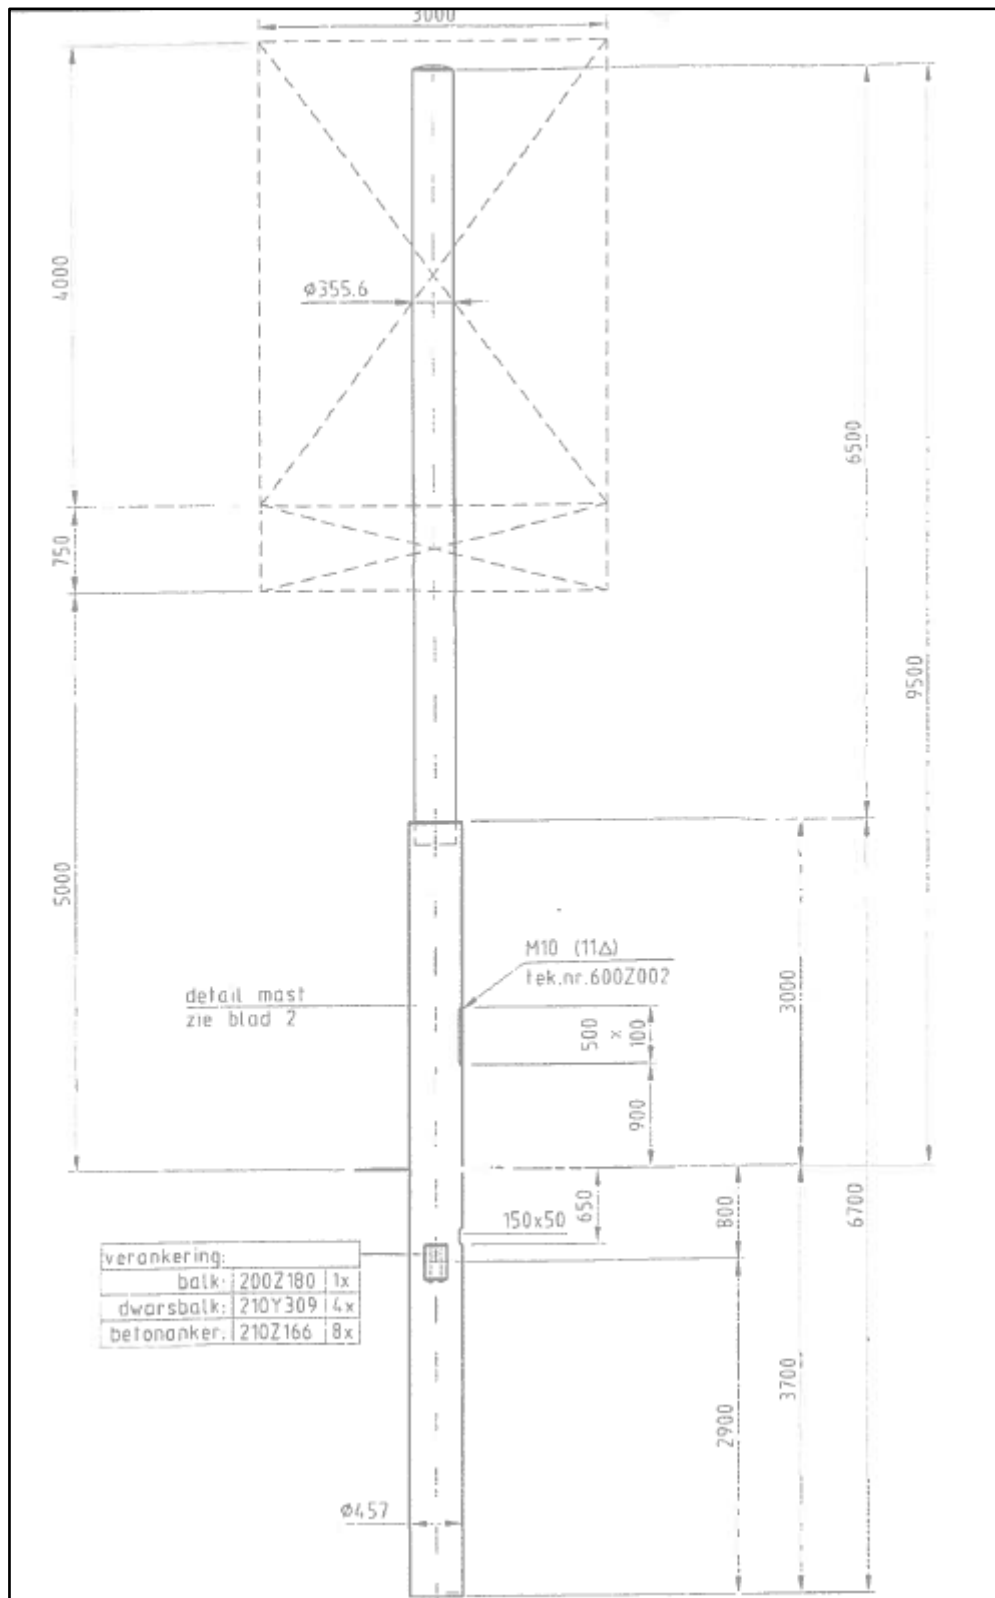 3000
4000
Ø355.6
6500
750
9500
5000
M10 (11Δ)
tek.nr.600Z002
detail mast
zie blad 2
500
x
100
3000
900
650
800
6700
150x50
verankering:
balk: 200Z180 1x
dwarsbalk: 210Y309 4x
betonanker: 210Z166 8x
3700
2900
Ø457